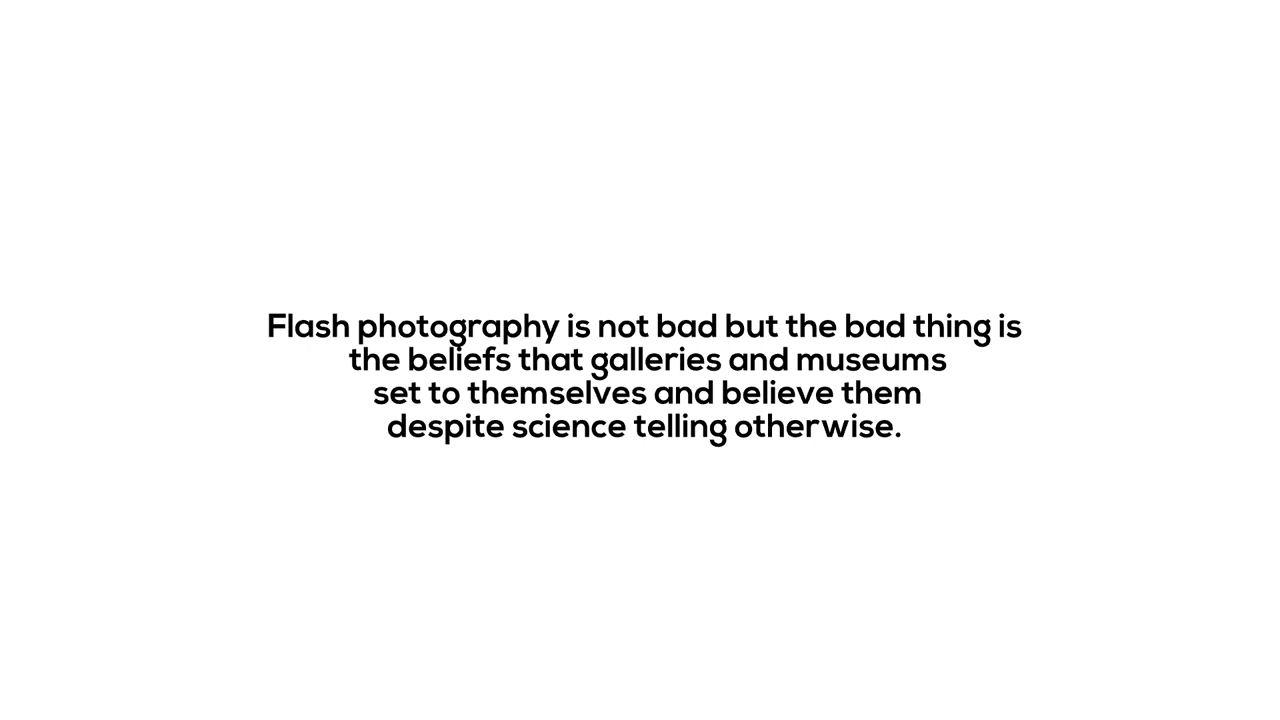 Flash photography is not bad but the bad thing is
the beliefs that galleries and museums
set to themselves and believe them
despite science telling otherwise.